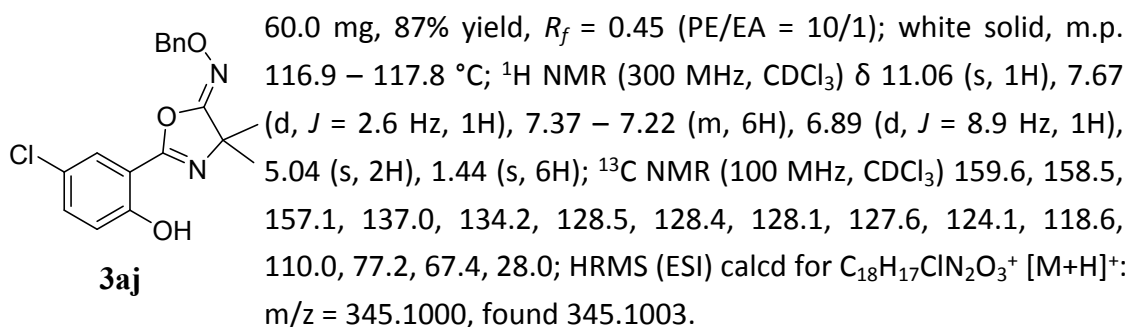 60.0 mg, 87% yield, Rf = 0.45 (PE/EA = 10/1); white solid, m.p.
116.9 – 117.8 °C; ¹H NMR (300 MHz, CDCl₃) δ 11.06 (s, 1H), 7.67
(d, J = 2.6 Hz, 1H), 7.37 – 7.22 (m, 6H), 6.89 (d, J = 8.9 Hz, 1H),
5.04 (s, 2H), 1.44 (s, 6H); ¹³C NMR (100 MHz, CDCl₃) 159.6, 158.5,
157.1, 137.0, 134.2, 128.5, 128.4, 128.1, 127.6, 124.1, 118.6,
110.0, 77.2, 67.4, 28.0; HRMS (ESI) calcd for C₁₈H₁₇ClN₂O₃⁺ [M+H]⁺:
m/z = 345.1000, found 345.1003.
BnO
N
O
N
Cl
OH
3aj